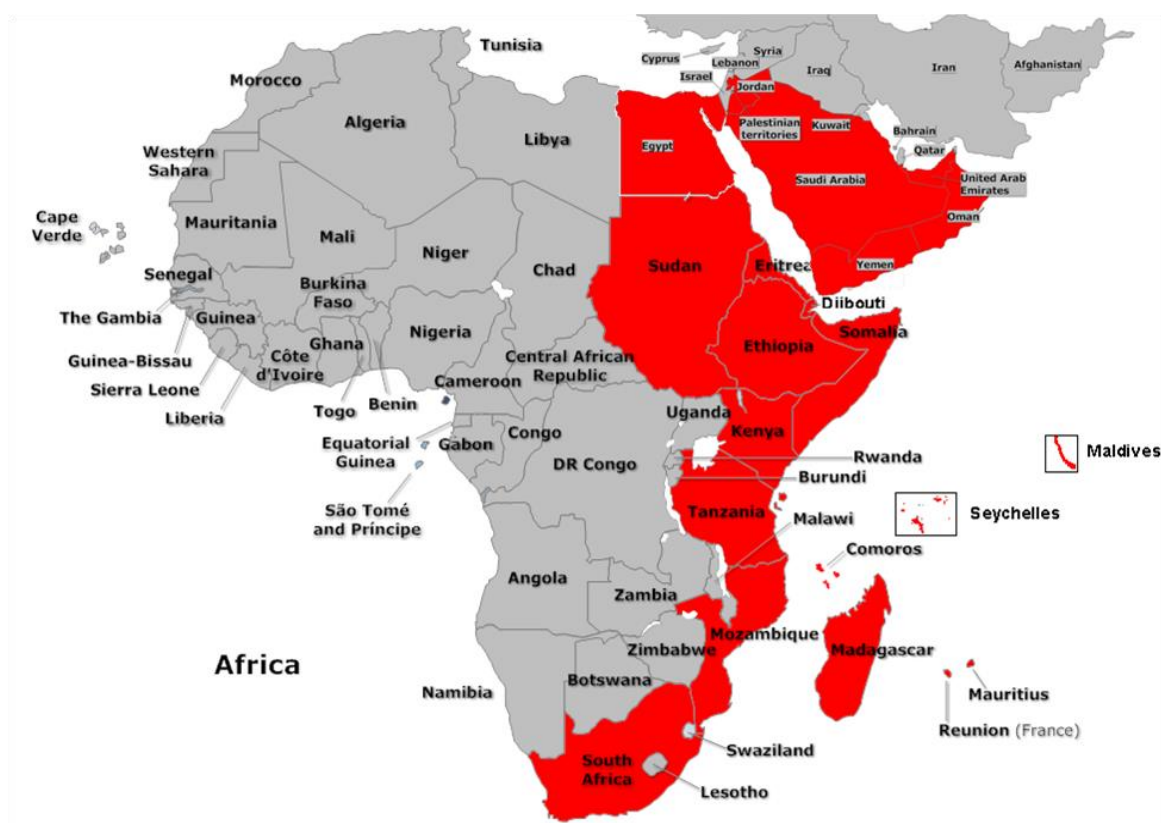 Tunisia
Cyprus
Syria
Lebanon
Israel
Iraq
Iran
Afghanistan
Morocco
Jordan
Algeria
Libya
Egypt
Palestinian
territories
Kuwait
Bahrain
Qatar
Western
Sahara
Saudi Arabia
United Arab
Emirates
Cape
Verde
Mauritania
Mali
Niger
Chad
Sudan
Eritrea
Oman
Yemen
Senegal
Burkina
Faso
Djibouti
The Gambia
Guinea
Nigeria
Somalia
Guinea-Bissau
Ghana
Côte
d'Ivoire
Central African
Republic
Ethiopia
Sierra Leone
Cameroon
Liberia
Togo
Benin
Uganda
Kenya
Equatorial
Guinea
Gabon
Congo
DR Congo
Rwanda
Burundi
Maldives
São Tomé
and Príncipe
Tanzania
Malawi
Seychelles
Comoros
Angola
Zambia
Mozambique
Zimbabwe
Madagascar
Africa
Namibia
Botswana
Mauritius
Reunion (France)
Swaziland
South
Africa
Lesotho